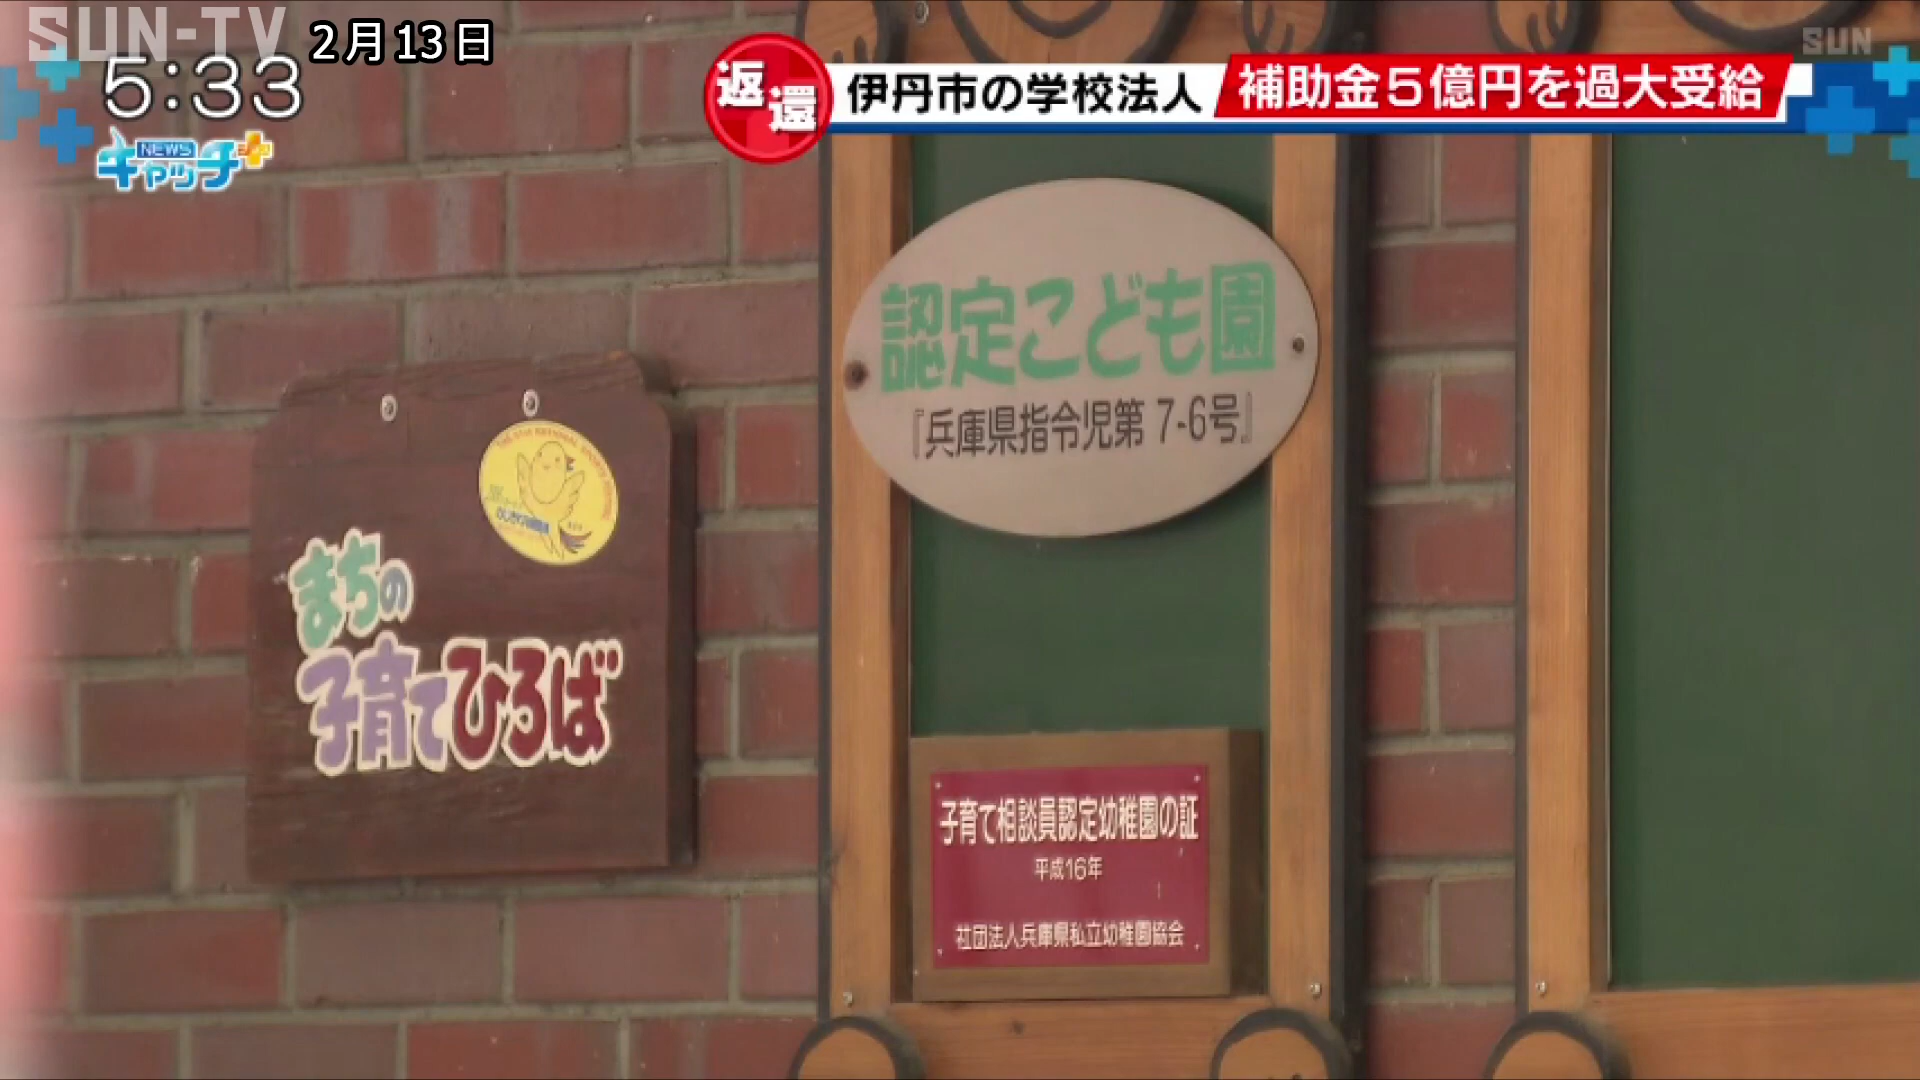 SUN-TV
2月13日
5:33
NEWS
キャッチ+
返還
伊丹市の学校法人
補助金5億円を過大受給
SUN
認定こども園
『兵庫県指令児第 7-6号』
まちの
子育てひろば
子育て相談員認定幼稚園の証
平成16年
社団法人兵庫県私立幼稚園協会